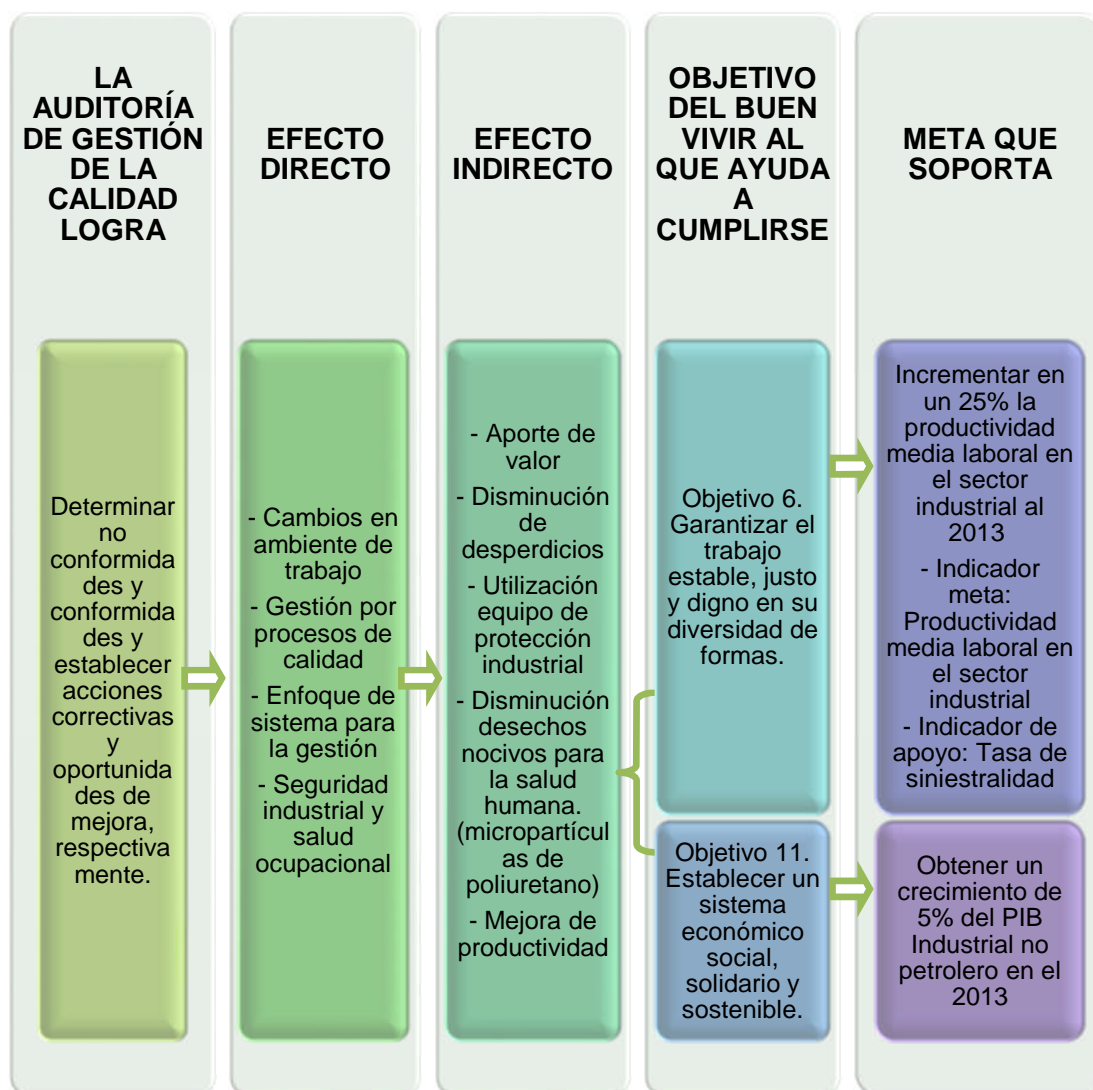 LA
AUDITORÍA
DE GESTIÓN
DE LA
CALIDAD
LOGRA
EFECTO
DIRECTO
EFECTO
INDIRECTO
OBJETIVO
DEL BUEN
VIVIR AL
QUE AYUDA
A
CUMPLIRSE
META QUE
SOPORTA
Determinar
no
conformida
des y
conformida
des y
establecer
acciones
correctivas
y
oportunida
des de
mejora,
respectiva
mente.
- Cambios en
ambiente de
trabajo
- Gestión por
procesos de
calidad
- Enfoque de
sistema para
la gestión
- Seguridad
industrial y
salud
ocupacional
- Aporte de
valor
- Disminución
de
desperdicios
- Utilización
equipo de
protección
industrial
- Disminución
desechos
nocivos para
la salud
humana.
(micropartícul
as de
poliuretano)
- Mejora de
productividad
Objetivo 6.
Garantizar el
trabajo
estable, justo
y digno en su
diversidad de
formas.
Objetivo 11.
Establecer un
sistema
económico
social,
solidario y
sostenible.
Incrementar en
un 25% la
productividad
media laboral en
el sector
industrial al
2013
- Indicador
meta:
Productividad
media laboral en
el sector
industrial
- Indicador de
apoyo: Tasa de
siniestralidad
Obtener un
crecimiento de
5% del PIB
Industrial no
petrolero en el
2013